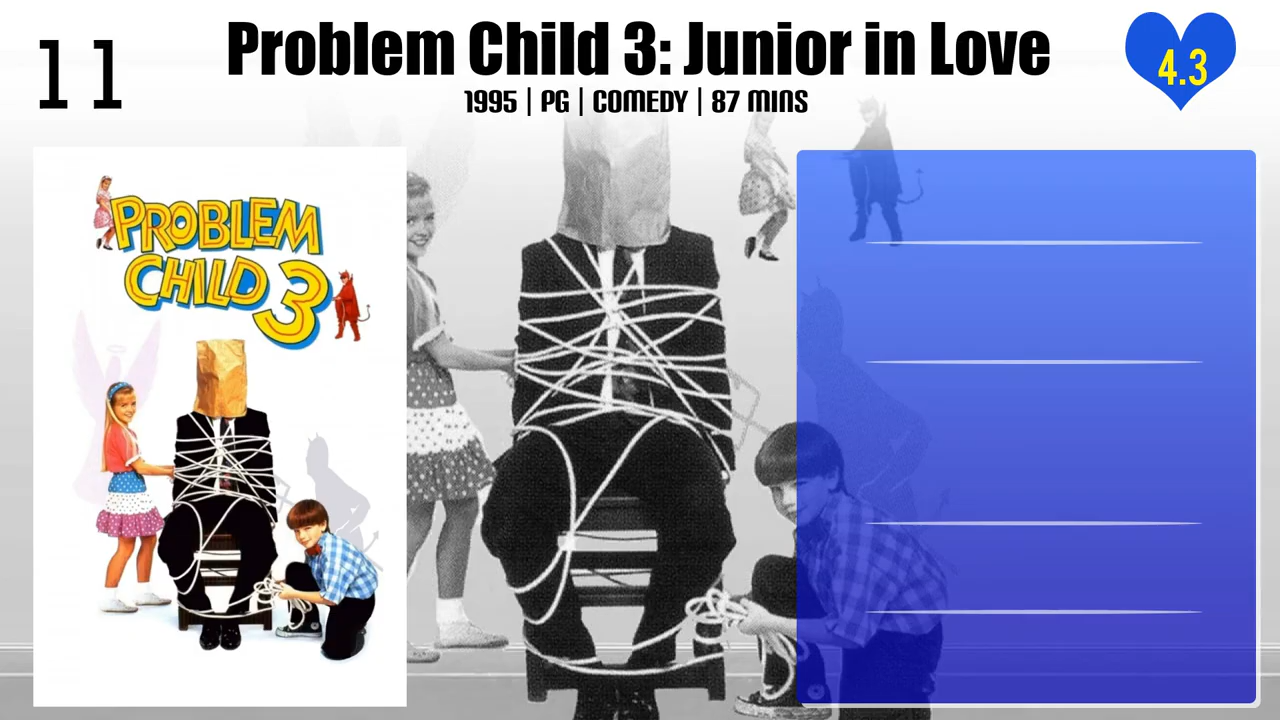 11
Problem Child 3: Junior in Love
1995 | PG | COMEDY | 87 MINS
4.3
PROBLEM
CHILD 3